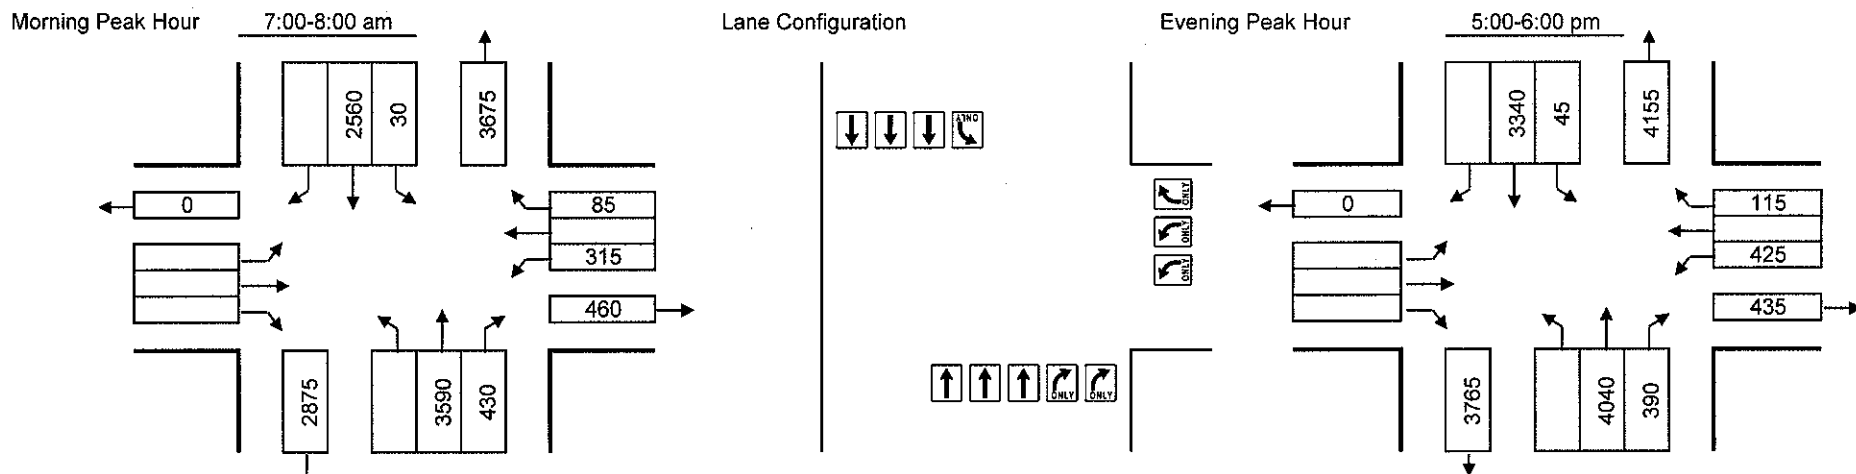 Morning Peak Hour 7:00-8:00 am
2560 30 3675
0
85
315
460
2875 3590 430
Lane Configuration
ONLY
ONLY
ONLY
ONLY
ONLY ONLY
Evening Peak Hour 5:00-6:00 pm
3340 45 4155
0
115
425
435
3765 4040 390